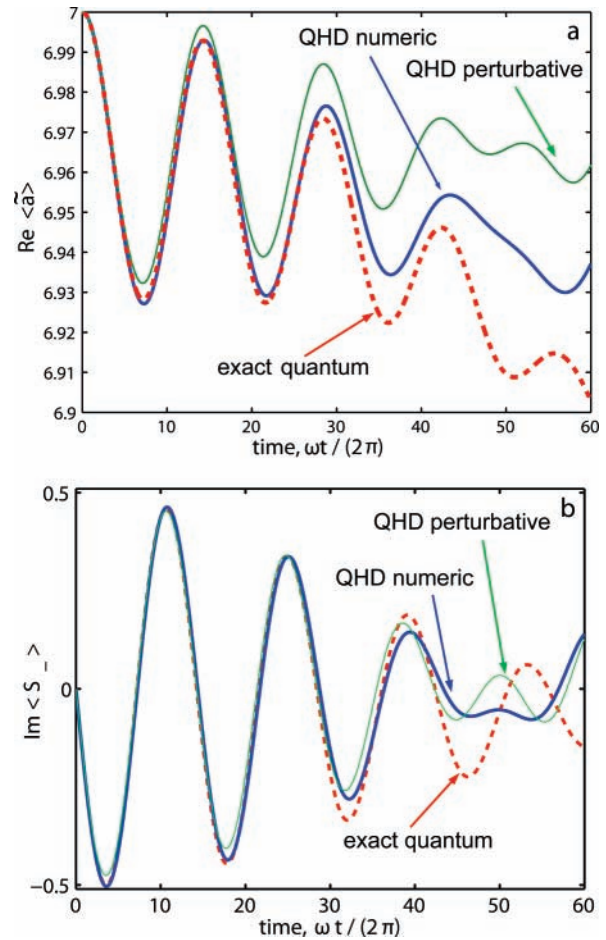 a
QHD numeric
QHD perturbative
exact quantum
Re <ã>
7
6.99
6.98
6.97
6.96
6.95
6.94
6.93
6.92
6.91
6.9
0 10 20 30 40 50 60
time, ωt / (2π)
b
QHD perturbative
QHD numeric
exact quantum
Im < S _ >
0.5
0
−0.5
0 10 20 30 40 50 60
time, ω t / (2π)